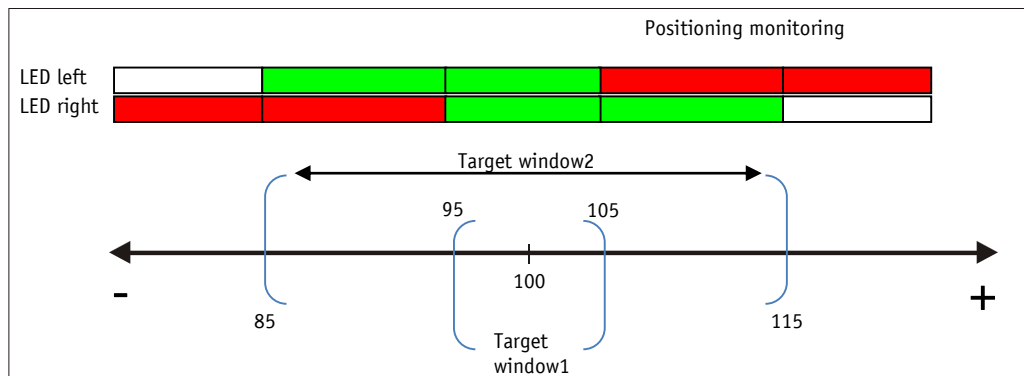 Positioning monitoring
LED left
LED right
Target window2
95
105
100
-
+
85
115
Target
window1